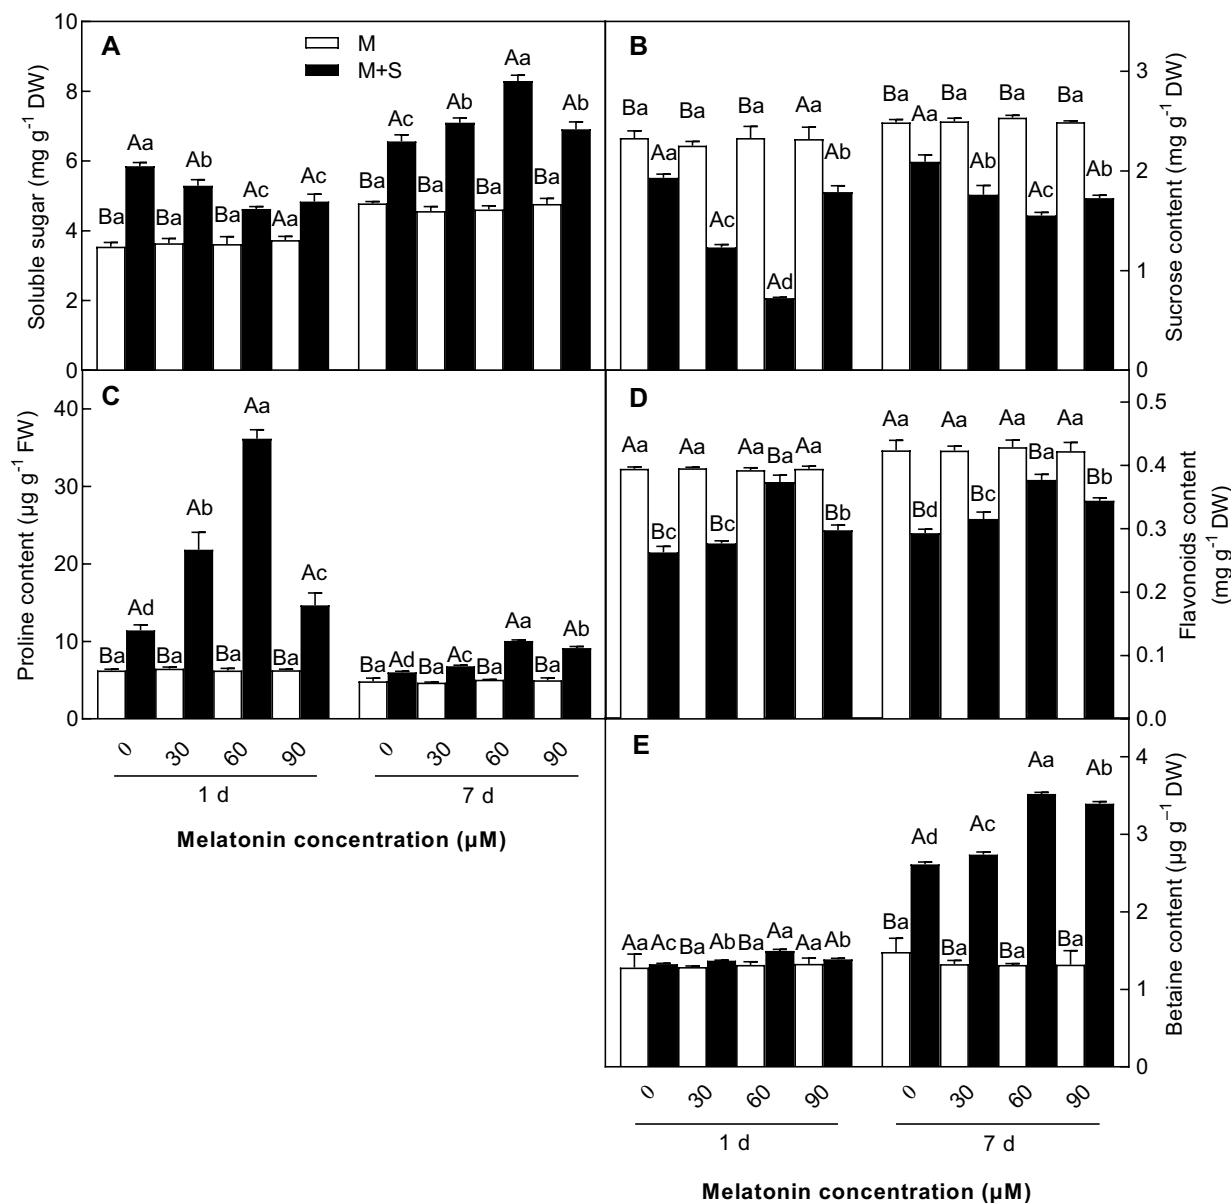 A
M
M+S
Soluble sugar (mg g⁻¹ DW)
10
8
6
4
2
0
Ba Aa Ba Ab Ba Ac Aa Ac
Ba Ac Ba Ab Ba Aa Ba Ab
B
Sucrose content (mg g⁻¹ DW)
3
2
1
0
Ba Aa Ba Ac Ba Ad Aa Ab
Ba Aa Ba Ab Ba Ac Ba Ab
C
Proline content (µg g⁻¹ FW)
40
30
20
10
0
Ba Ad Ba Ab Ba Aa Ba Ac
Ba Ad Ba Ac Ba Aa Ba Ab
0 30 60 90 0 30 60 90
1 d 7 d
Melatonin concentration (µM)
D
Flavonoids content
(mg g⁻¹ DW)
0.5
0.4
0.3
0.2
0.1
0.0
Aa Bc Aa Bc Aa Ba Aa Bb
Aa Bd Aa Bc Aa Ba Aa Bb
E
Betaine content (µg g⁻¹ DW)
4
3
2
1
0
Aa Ac Ba Ab Ba Aa Aa Ab
Ba Ad Ba Ac Ba Aa Ba Ab
0 30 60 90 0 30 60 90
1 d 7 d
Melatonin concentration (µM)